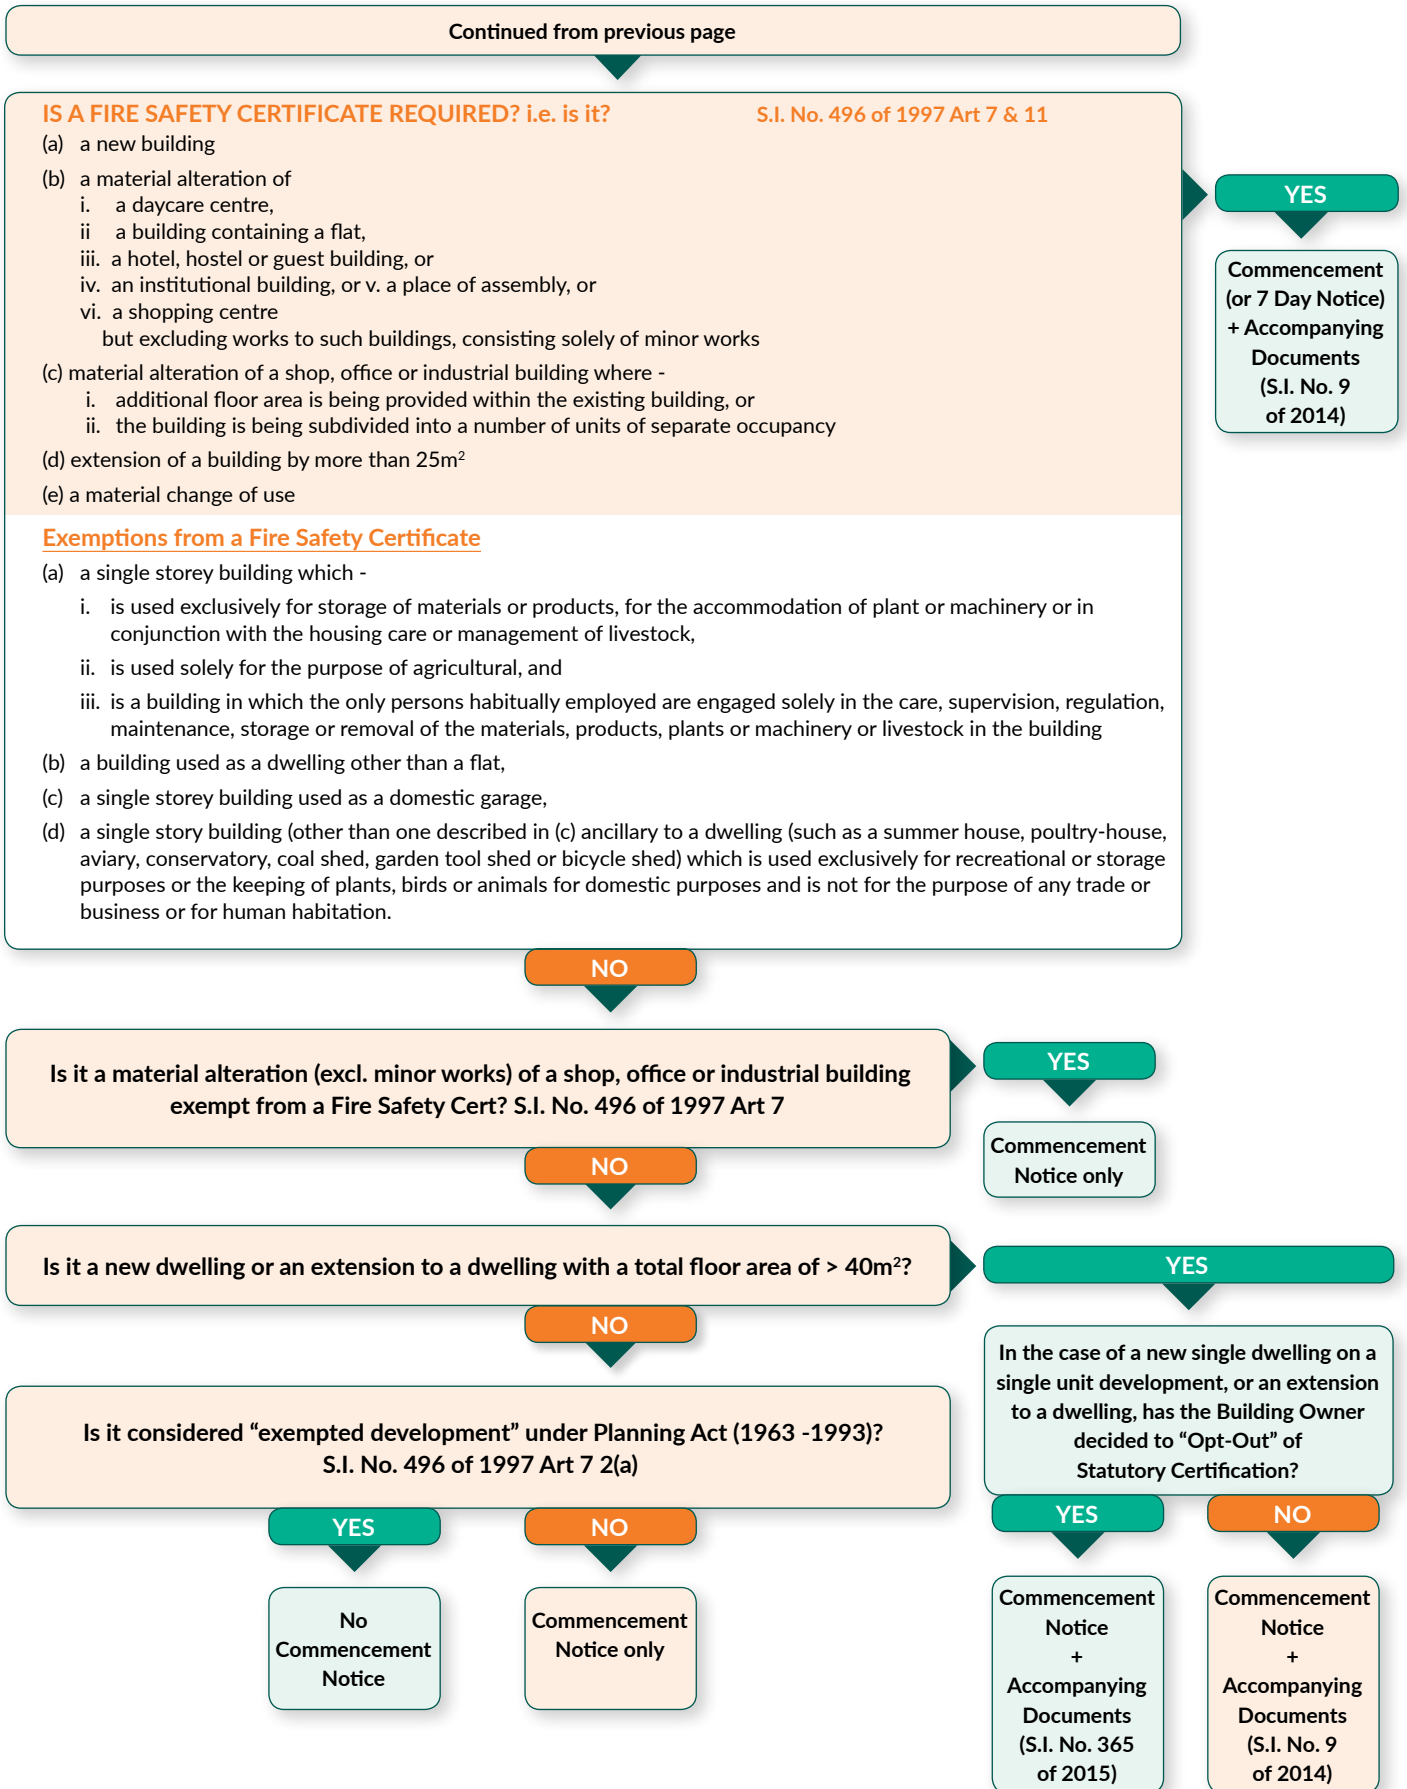 Continued from previous page
IS A FIRE SAFETY CERTIFICATE REQUIRED? i.e. is it? S.I. No. 496 of 1997 Art 7 & 11
(a) a new building
(b) a material alteration of
i. a daycare centre,
ii a building containing a flat,
iii. a hotel, hostel or guest building, or
iv. an institutional building, or v. a place of assembly, or
vi. a shopping centre
but excluding works to such buildings, consisting solely of minor works
(c) material alteration of a shop, office or industrial building where -
i. additional floor area is being provided within the existing building, or
ii. the building is being subdivided into a number of units of separate occupancy
(d) extension of a building by more than 25m²
(e) a material change of use
YES
Commencement
(or 7 Day Notice)
+ Accompanying
Documents
(S.I. No. 9
of 2014)
Exemptions from a Fire Safety Certificate
(a) a single storey building which -
i. is used exclusively for storage of materials or products, for the accommodation of plant or machinery or in
conjunction with the housing care or management of livestock,
ii. is used solely for the purpose of agricultural, and
iii. is a building in which the only persons habitually employed are engaged solely in the care, supervision, regulation,
maintenance, storage or removal of the materials, products, plants or machinery or livestock in the building
(b) a building used as a dwelling other than a flat,
(c) a single storey building used as a domestic garage,
(d) a single story building (other than one described in (c) ancillary to a dwelling (such as a summer house, poultry-house,
aviary, conservatory, coal shed, garden tool shed or bicycle shed) which is used exclusively for recreational or storage
purposes or the keeping of plants, birds or animals for domestic purposes and is not for the purpose of any trade or
business or for human habitation.
NO
Is it a material alteration (excl. minor works) of a shop, office or industrial building
exempt from a Fire Safety Cert? S.I. No. 496 of 1997 Art 7
YES
Commencement
Notice only
NO
Is it a new dwelling or an extension to a dwelling with a total floor area of > 40m²?
YES
In the case of a new single dwelling on a
single unit development, or an extension
to a dwelling, has the Building Owner
decided to “Opt-Out” of
Statutory Certification?
NO
Is it considered “exempted development” under Planning Act (1963 -1993)?
S.I. No. 496 of 1997 Art 7 2(a)
YES
No
Commencement
Notice
NO
Commencement
Notice only
YES
Commencement
Notice
+
Accompanying
Documents
(S.I. No. 365
of 2015)
NO
Commencement
Notice
+
Accompanying
Documents
(S.I. No. 9
of 2014)